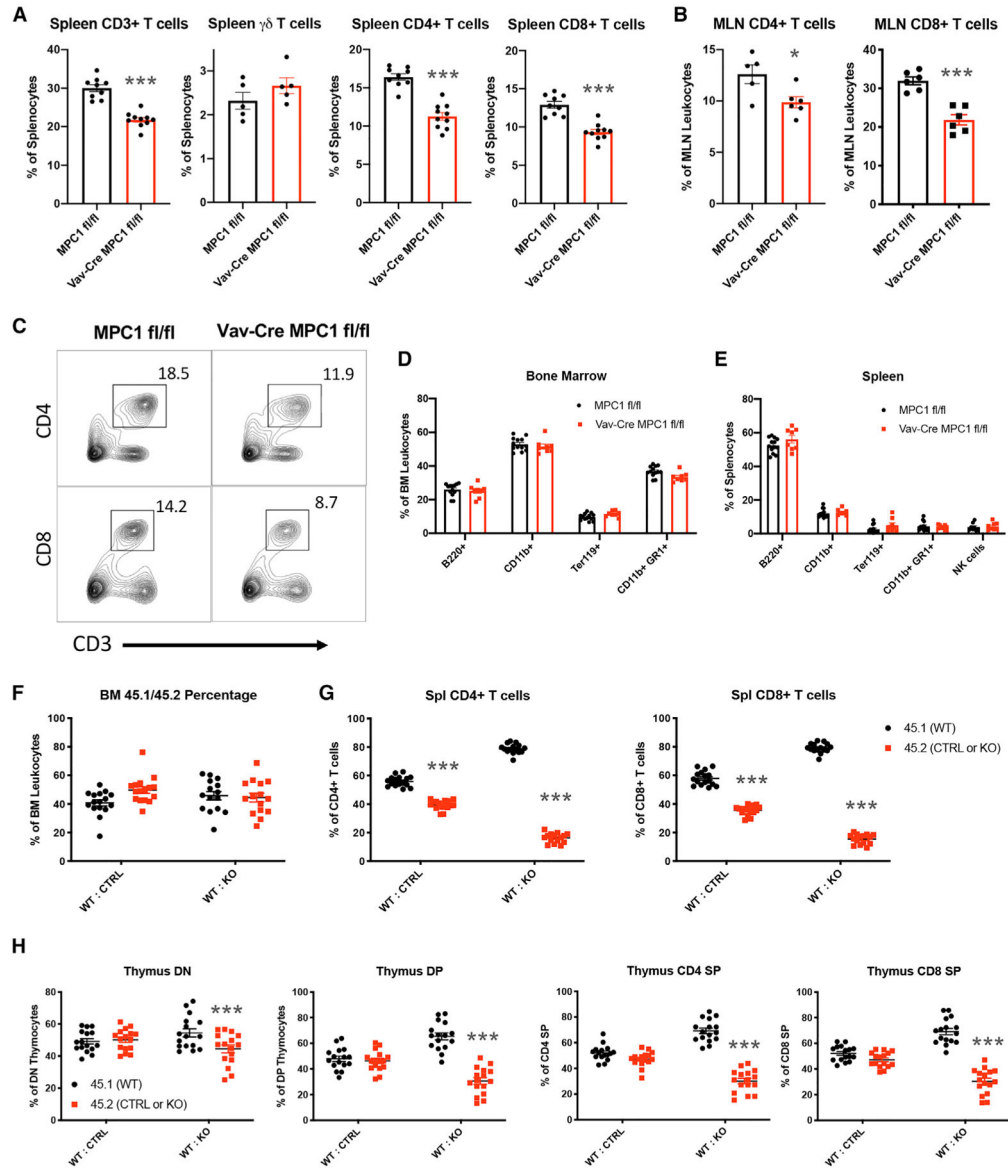 A
Spleen CD3+ T cells
% of Splenocytes
40
30
20
10
0
***
MPC1 fl/fl
Vav-Cre MPC1 fl/fl
Spleen γδ T cells
% of Splenocytes
3
2
1
0
MPC1 fl/fl
Vav-Cre MPC1 fl/fl
Spleen CD4+ T cells
% of Splenocytes
20
15
10
5
0
***
MPC1 fl/fl
Vav-Cre MPC1 fl/fl
Spleen CD8+ T cells
% of Splenocytes
20
15
10
5
0
***
MPC1 fl/fl
Vav-Cre MPC1 fl/fl
B
MLN CD4+ T cells
% of MLN Leukocytes
15
10
5
0
*
MPC1 fl/fl
Vav-Cre MPC1 fl/fl
MLN CD8+ T cells
% of MLN Leukocytes
40
30
20
10
0
***
MPC1 fl/fl
Vav-Cre MPC1 fl/fl
C
MPC1 fl/fl
Vav-Cre MPC1 fl/fl
CD4
18.5
11.9
CD8
14.2
8.7
CD3
D
Bone Marrow
MPC1 fl/fl
Vav-Cre MPC1 fl/fl
% of BM Leukocytes
80
60
40
20
0
B220+
CD11b+
Ter119+
CD11b+ GR1+
E
Spleen
MPC1 fl/fl
Vav-Cre MPC1 fl/fl
% of Splenocytes
80
60
40
20
0
B220+
CD11b+
Ter119+
CD11b+ GR1+
NK cells
F
BM 45.1/45.2 Percentage
% of BM Leukocytes
100
80
60
40
20
0
WT : CTRL
WT : KO
G
Spl CD4+ T cells
% of CD4+ T cells
100
80
60
40
20
0
***
***
WT : CTRL
WT : KO
Spl CD8+ T cells
% of CD8+ T cells
100
80
60
40
20
0
***
***
WT : CTRL
WT : KO
45.1 (WT)
45.2 (CTRL or KO)
H
Thymus DN
% of DN Thymocytes
80
60
40
20
0
***
45.1 (WT)
45.2 (CTRL or KO)
WT : CTRL
WT : KO
Thymus DP
% of DP Thymocytes
100
80
60
40
20
0
***
WT : CTRL
WT : KO
Thymus CD4 SP
% of CD4 SP
100
80
60
40
20
0
***
WT : CTRL
WT : KO
Thymus CD8 SP
% of CD8 SP
100
80
60
40
20
0
***
WT : CTRL
WT : KO